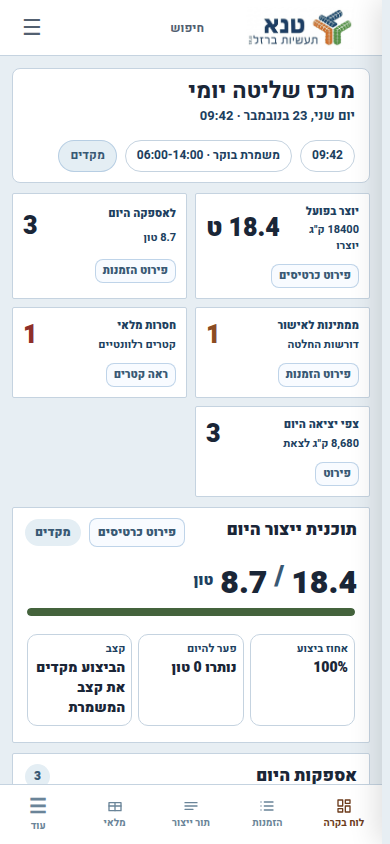 טנא
תעשיות ברזל
חיפוש
מרכז שליטה יומי
יום שני, 23 בנובמבר · 09:42
09:42
משמרת בוקר · 06:00-14:00
מקדים
יוצר בפועל
18400 ק"ג
יוצרו
18.4 ט
פירוט כרטיסים
לאספקה היום
8.7 טון
3
פירוט הזמנות
ממתינות לאישור
דורשות החלטה
1
פירוט הזמנות
חסרות מלאי
קטרים רלוונטיים
1
ראה קטרים
צפי יציאה היום
8,680 ק"ג לצאת
3
פירוט
תוכנית ייצור היום
פירוט כרטיסים
מקדים
18.4 / 8.7 טון
אחוז ביצוע
100%
פער להיום
נותרו 0 טון
קצב
הביצוע מקדים
את קצב
המשמרת
אספקות היום
3
לוח בקרה
הזמנות
תור ייצור
מלאי
עוד